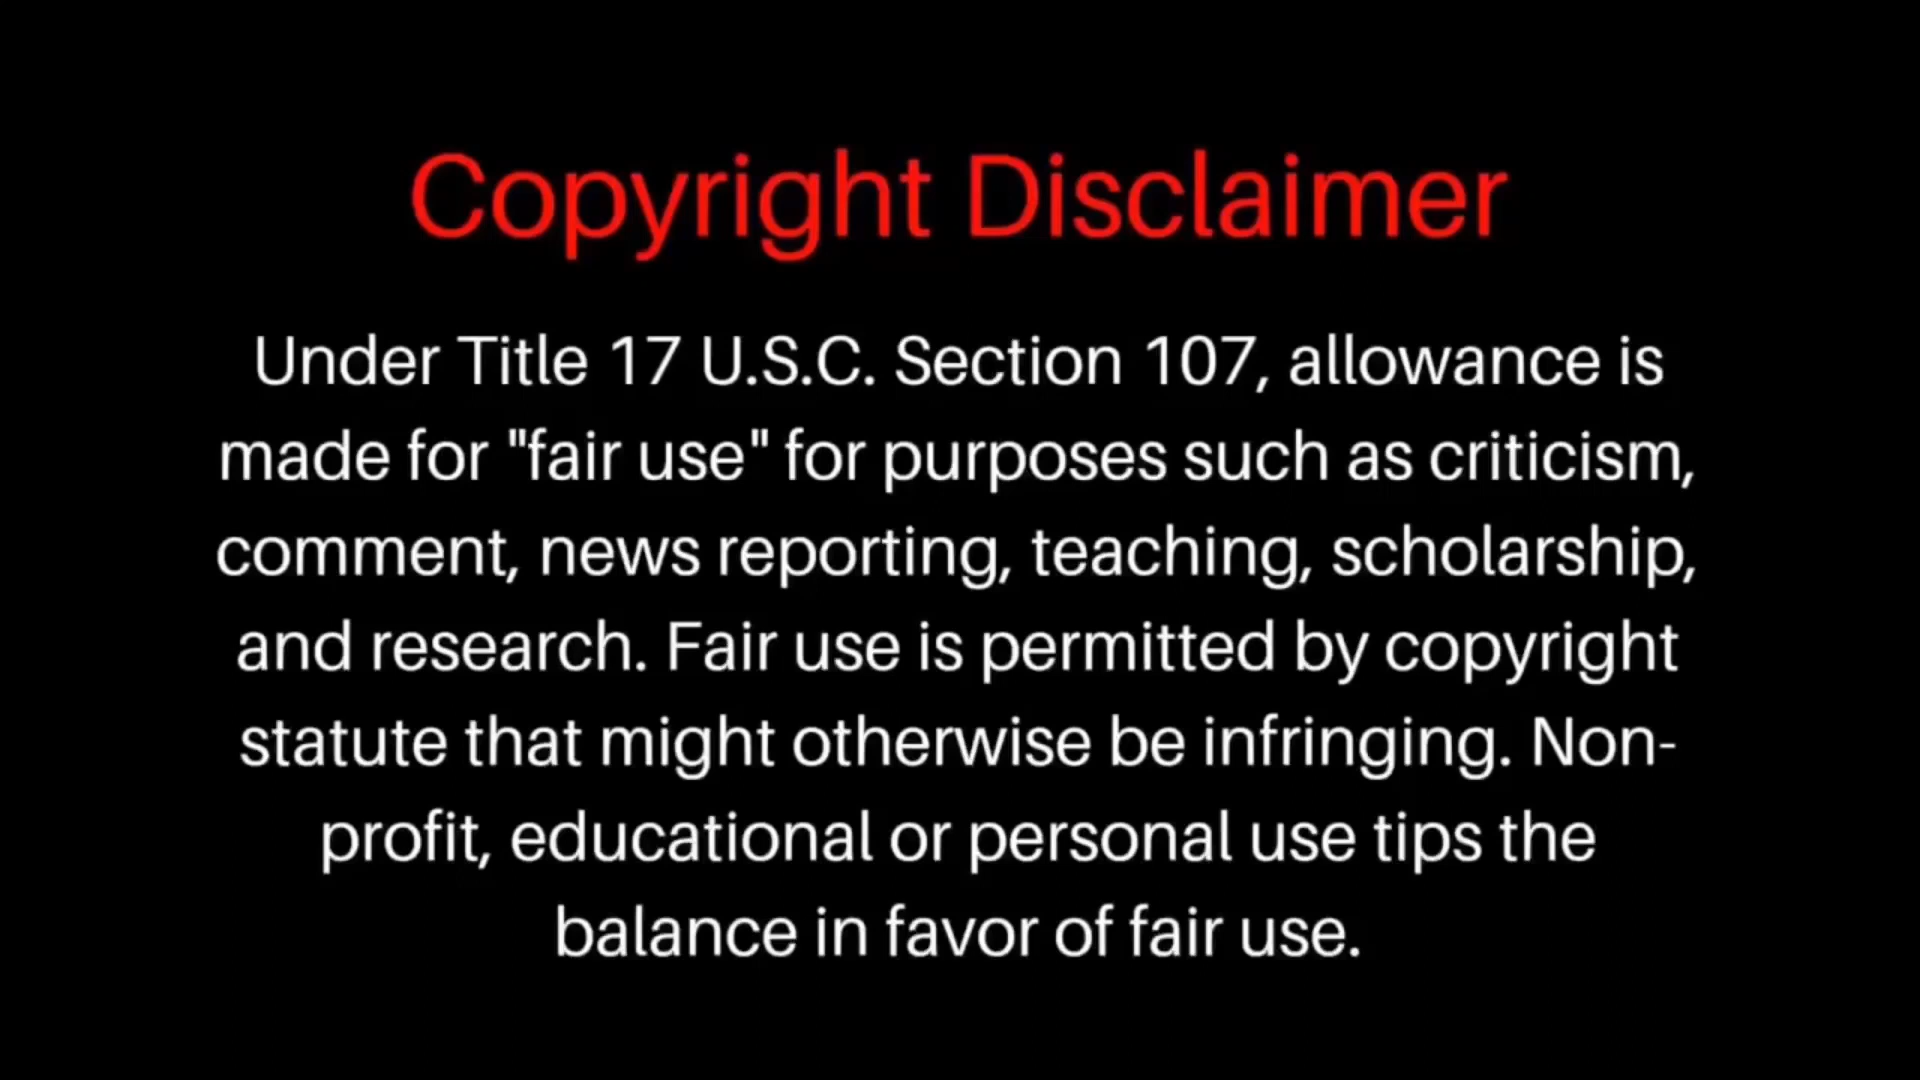 Copyright Disclaimer
Under Title 17 U.S.C. Section 107, allowance is
made for "fair use" for purposes such as criticism,
comment, news reporting, teaching, scholarship,
and research. Fair use is permitted by copyright
statute that might otherwise be infringing. Non-
profit, educational or personal use tips the
balance in favor of fair use.